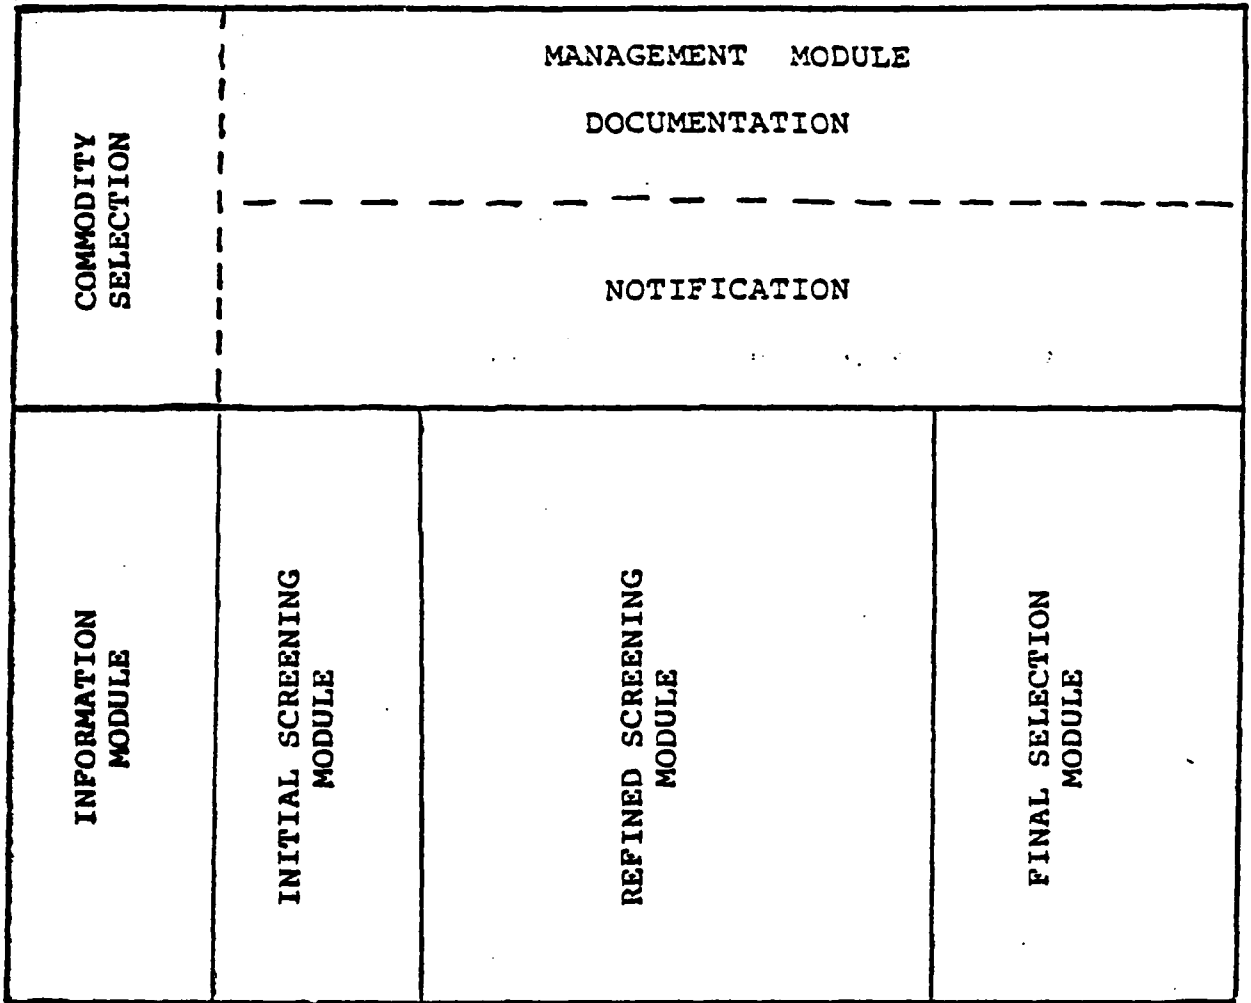 MANAGEMENT MODULE
DOCUMENTATION
NOTIFICATION
COMMODITY
SELECTION
INFORMATION
MODULE
INITIAL SCREENING
MODULE
REFINED SCREENING
MODULE
FINAL SELECTION
MODULE